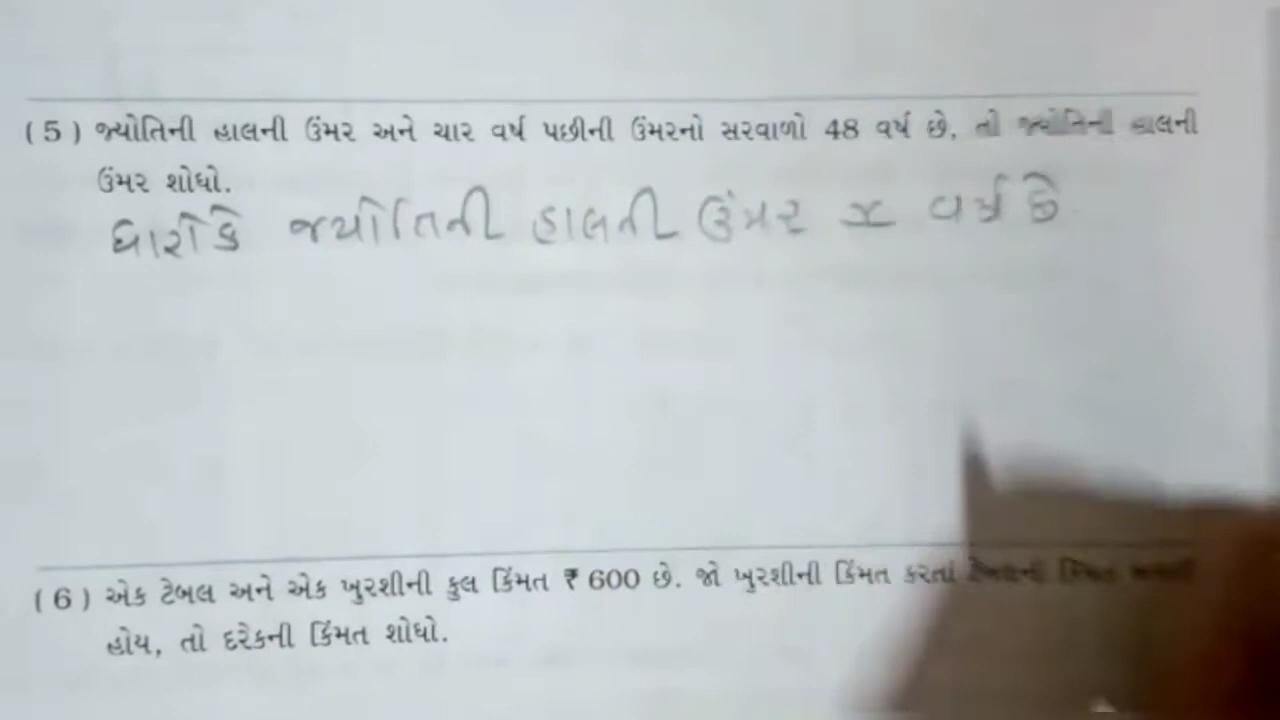 (5) જ્યોતિની હાલની ઉંમર અને ચાર વર્ષ પછીની ઉંમરનો સરવાળો 48 વર્ષ છે, તો જ્યોતિની હાલની
ઉંમર શોધો.
ધારોકે જ્યોતિની હાલની ઉંમર x વર્ષ છે
(6) એક ટેબલ અને એક ખુરશીની કુલ કિંમત ₹ 600 છે. જો ખુરશીની કિંમત કરતાં
હોય, તો દરેકની કિંમત શોધો.